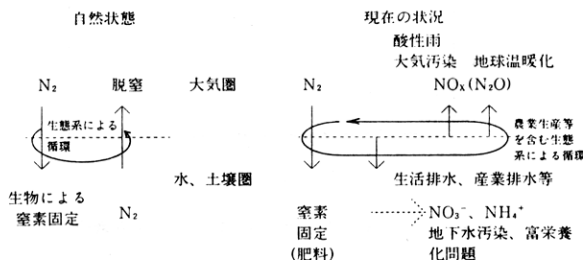 自然状態
現在の状況
酸性雨
大気汚染 地球温暖化
N₂ 脱窒 大気圏
N₂ NOx(N₂O)
生態系による
循環
農業生産等
を含む生態
系による循環
水、土壌圏
生活排水、産業排水等
生物による
窒素固定
N₂
窒素
固定
(肥料)
NO₃⁻、NH₄⁺
地下水汚染、富栄養
化問題